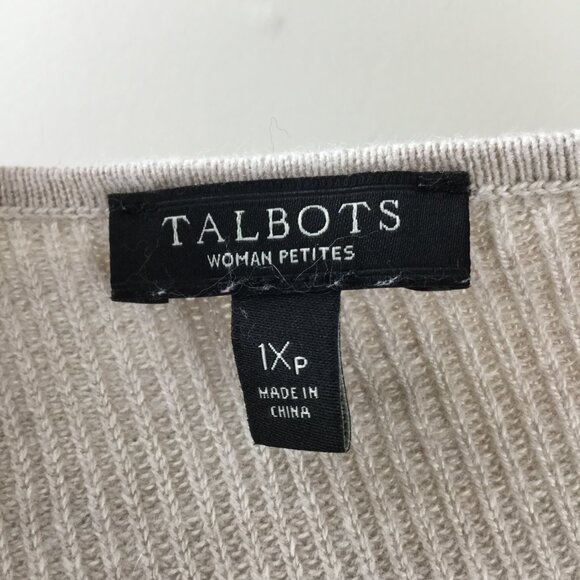 TALBOTS
WOMAN PETITES
1XP
MADE IN
CHINA